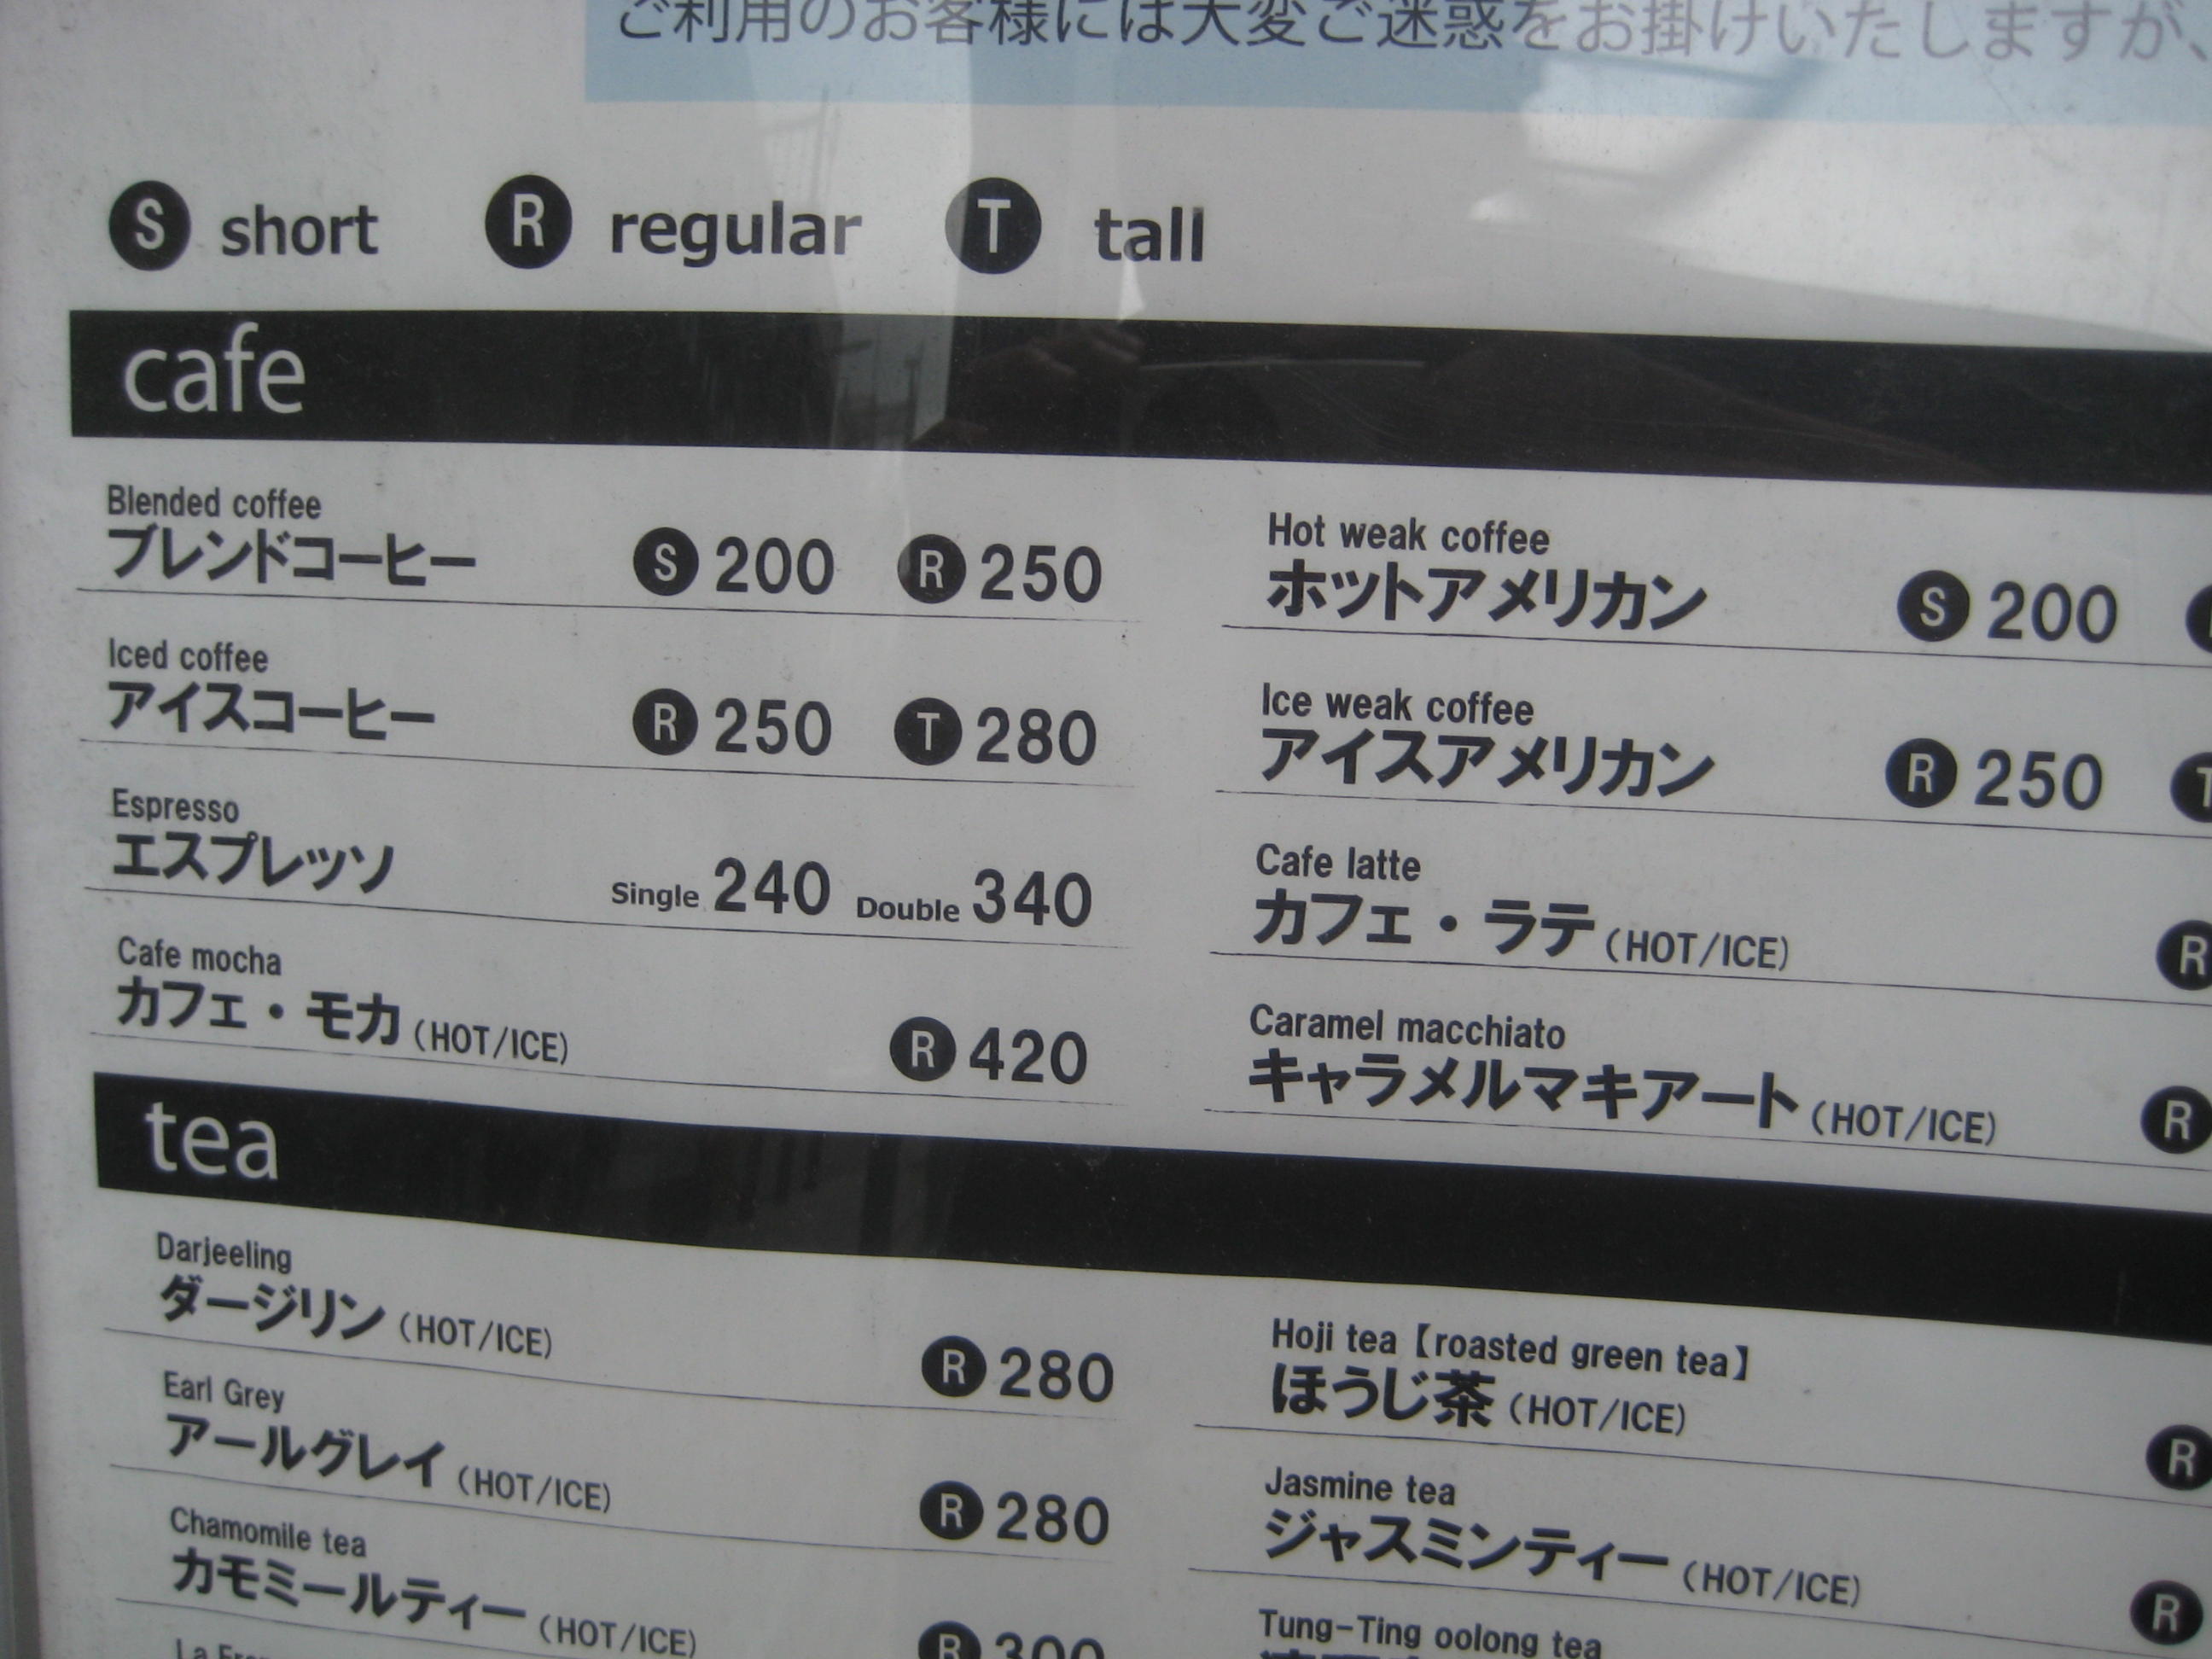 ご利用のお客様には大変ご迷惑をお掛けいたしますが、
S short R regular T tall
cafe
Blended coffee
ブレンドコーヒー S 200 R 250
Iced coffee
アイスコーヒー R 250 T 280
Espresso
エスプレッソ Single 240 Double 340
Cafe mocha
カフェ・モカ (HOT/ICE) R 420
Hot weak coffee
ホットアメリカン S 200
Ice weak coffee
アイスアメリカン R 250 T
Cafe latte
カフェ・ラテ (HOT/ICE) R
Caramel macchiato
キャラメルマキアート (HOT/ICE) R
tea
Darjeeling
ダージリン (HOT/ICE) R 280
Earl Grey
アールグレイ (HOT/ICE) R 280
Chamomile tea
カモミールティー (HOT/ICE) R 300
La
Hoji tea【roasted green tea】
ほうじ茶 (HOT/ICE) R
Jasmine tea
ジャスミンティー (HOT/ICE) R
Tung-Ting oolong tea